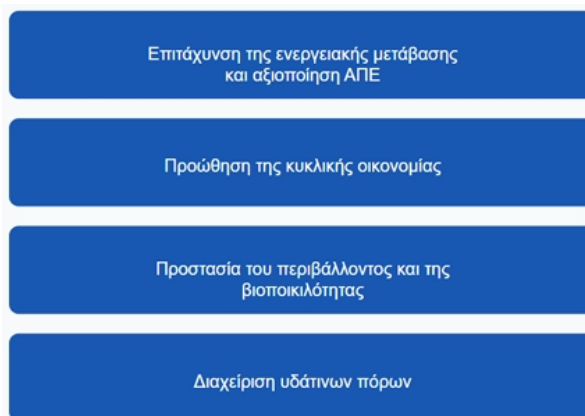 Επιτάχυνση της ενεργειακής μετάβασης
και αξιοποίηση ΑΠΕ
Προώθηση της κυκλικής οικονομίας
Προστασία του περιβάλλοντος και της
βιοποικιλότητας
Διαχείριση υδάτινων πόρων